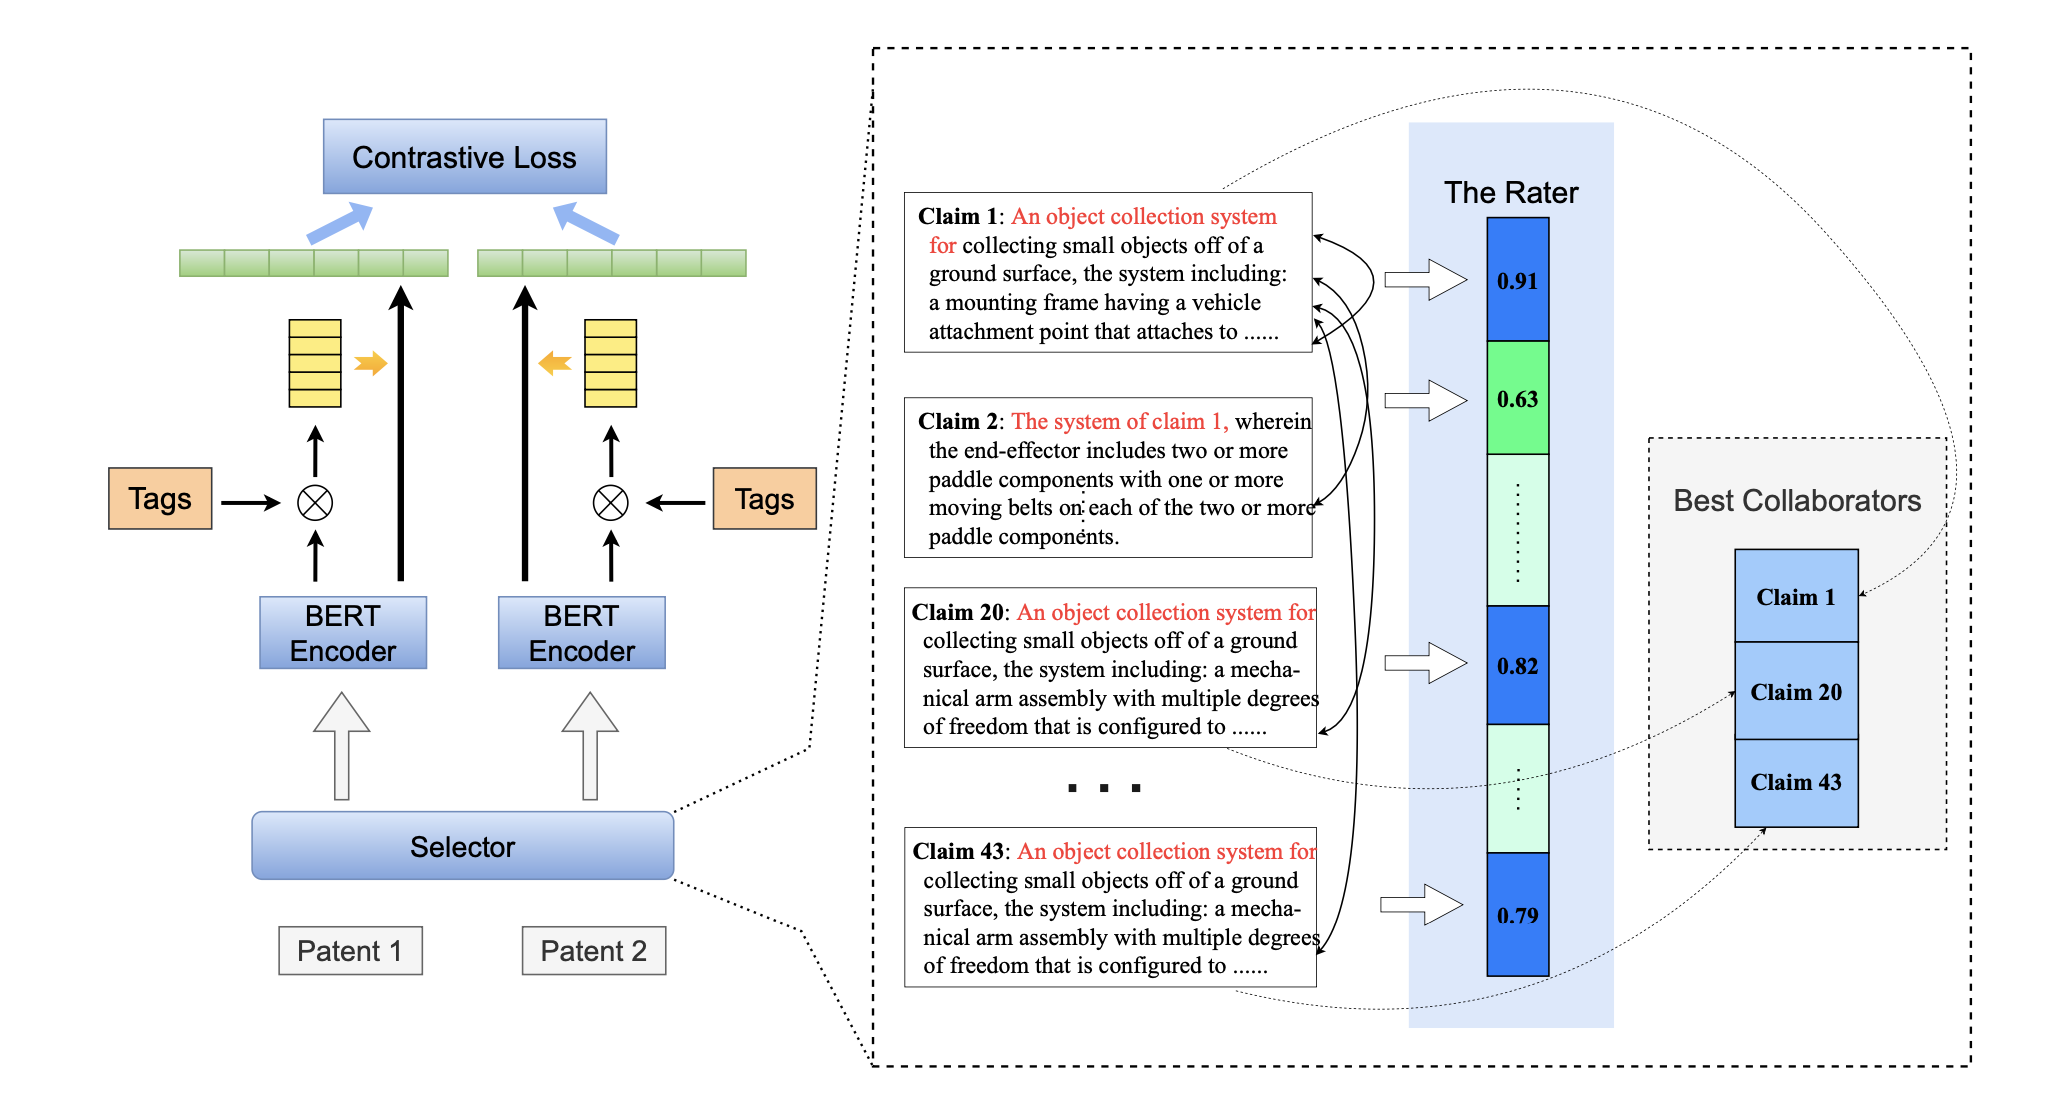 Contrastive Loss
Tags
Tags
BERT
Encoder
BERT
Encoder
Selector
Patent 1
Patent 2
Claim 1: An object collection system
for collecting small objects off of a
ground surface, the system including:
a mounting frame having a vehicle
attachment point that attaches to ......
Claim 2: The system of claim 1, wherein
the end-effector includes two or more
paddle components with one or more
moving belts on each of the two or more
paddle components.
Claim 20: An object collection system for
collecting small objects off of a ground
surface, the system including: a mecha-
nical arm assembly with multiple degrees
of freedom that is configured to ......
. . .
Claim 43: An object collection system for
collecting small objects off of a ground
surface, the system including: a mecha-
nical arm assembly with multiple degrees
of freedom that is configured to ......
The Rater
0.91
0.63
0.82
0.79
Best Collaborators
Claim 1
Claim 20
Claim 43